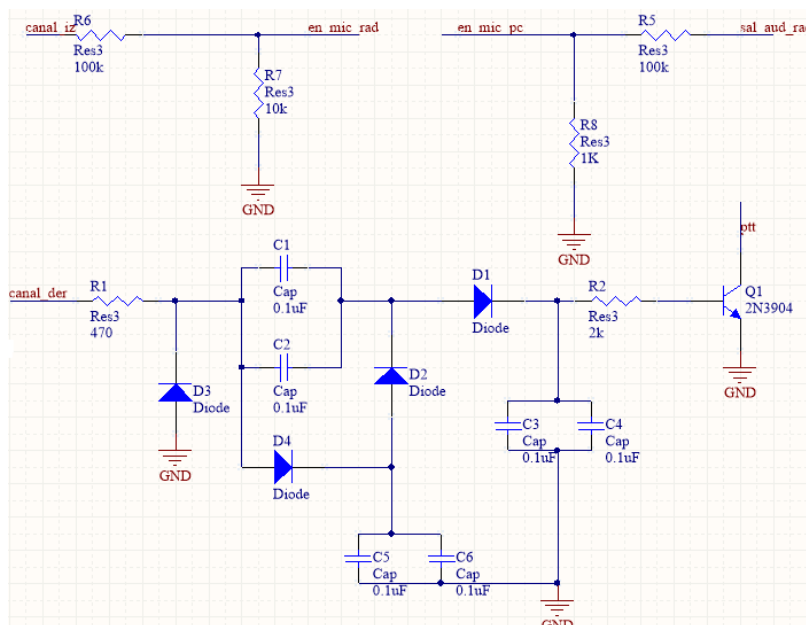 canal_iz
R6
Res3
100k
en_mic_rad
R7
Res3
10k
GND
en_mic_pc
R5
Res3
100k
sal_aud_rad
R8
Res3
1K
GND
canal_der
R1
Res3
470
D3
Diode
GND
C1
Cap
0.1uF
C2
Cap
0.1uF
D4
Diode
D2
Diode
D1
Diode
R2
Res3
2k
ptt
Q1
2N3904
GND
C3
Cap
0.1uF
C4
Cap
0.1uF
C5
Cap
0.1uF
C6
Cap
0.1uF
GND